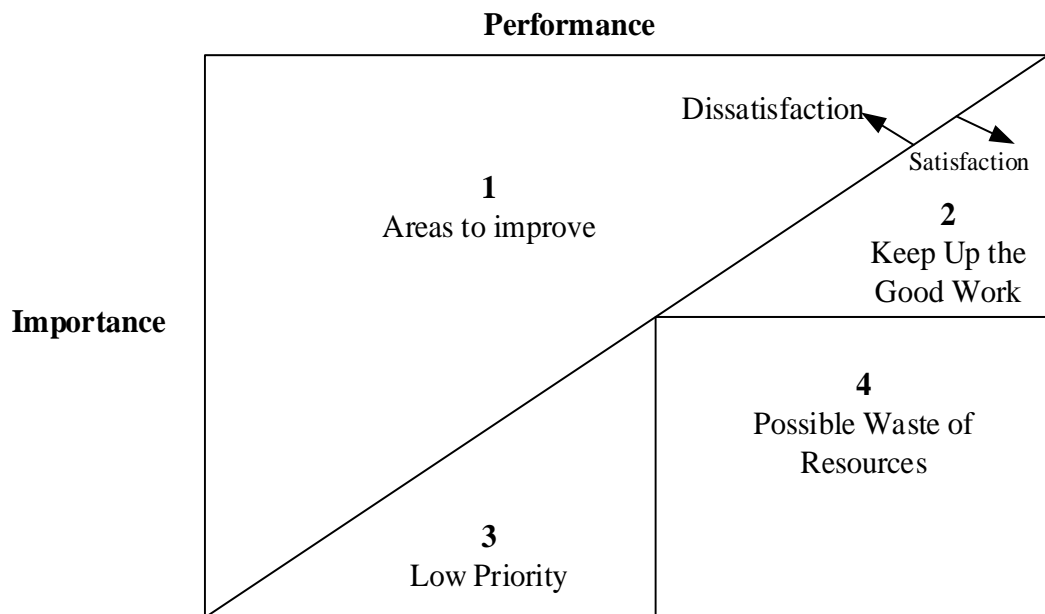 Performance
Dissatisfaction
Satisfaction
1
Areas to improve
2
Keep Up the
Good Work
Importance
4
Possible Waste of
Resources
3
Low Priority